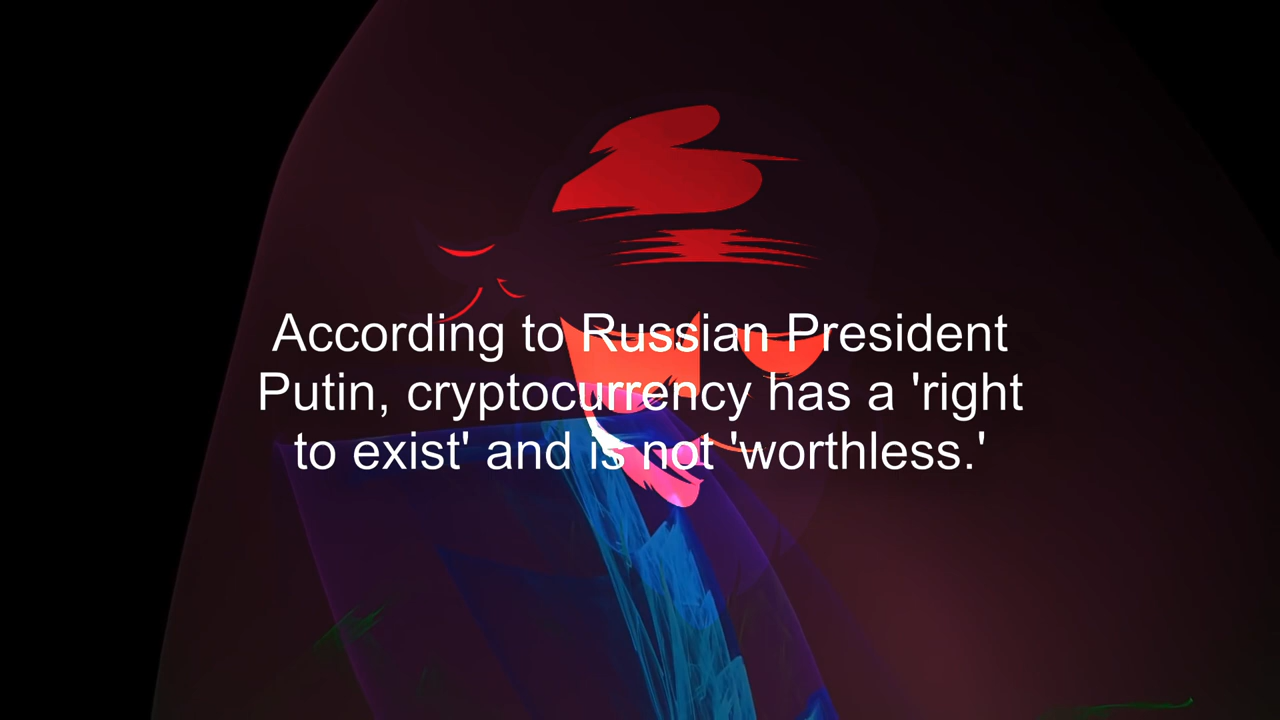 According to Russian President
Putin, cryptocurrency has a 'right
to exist' and is not 'worthless.'